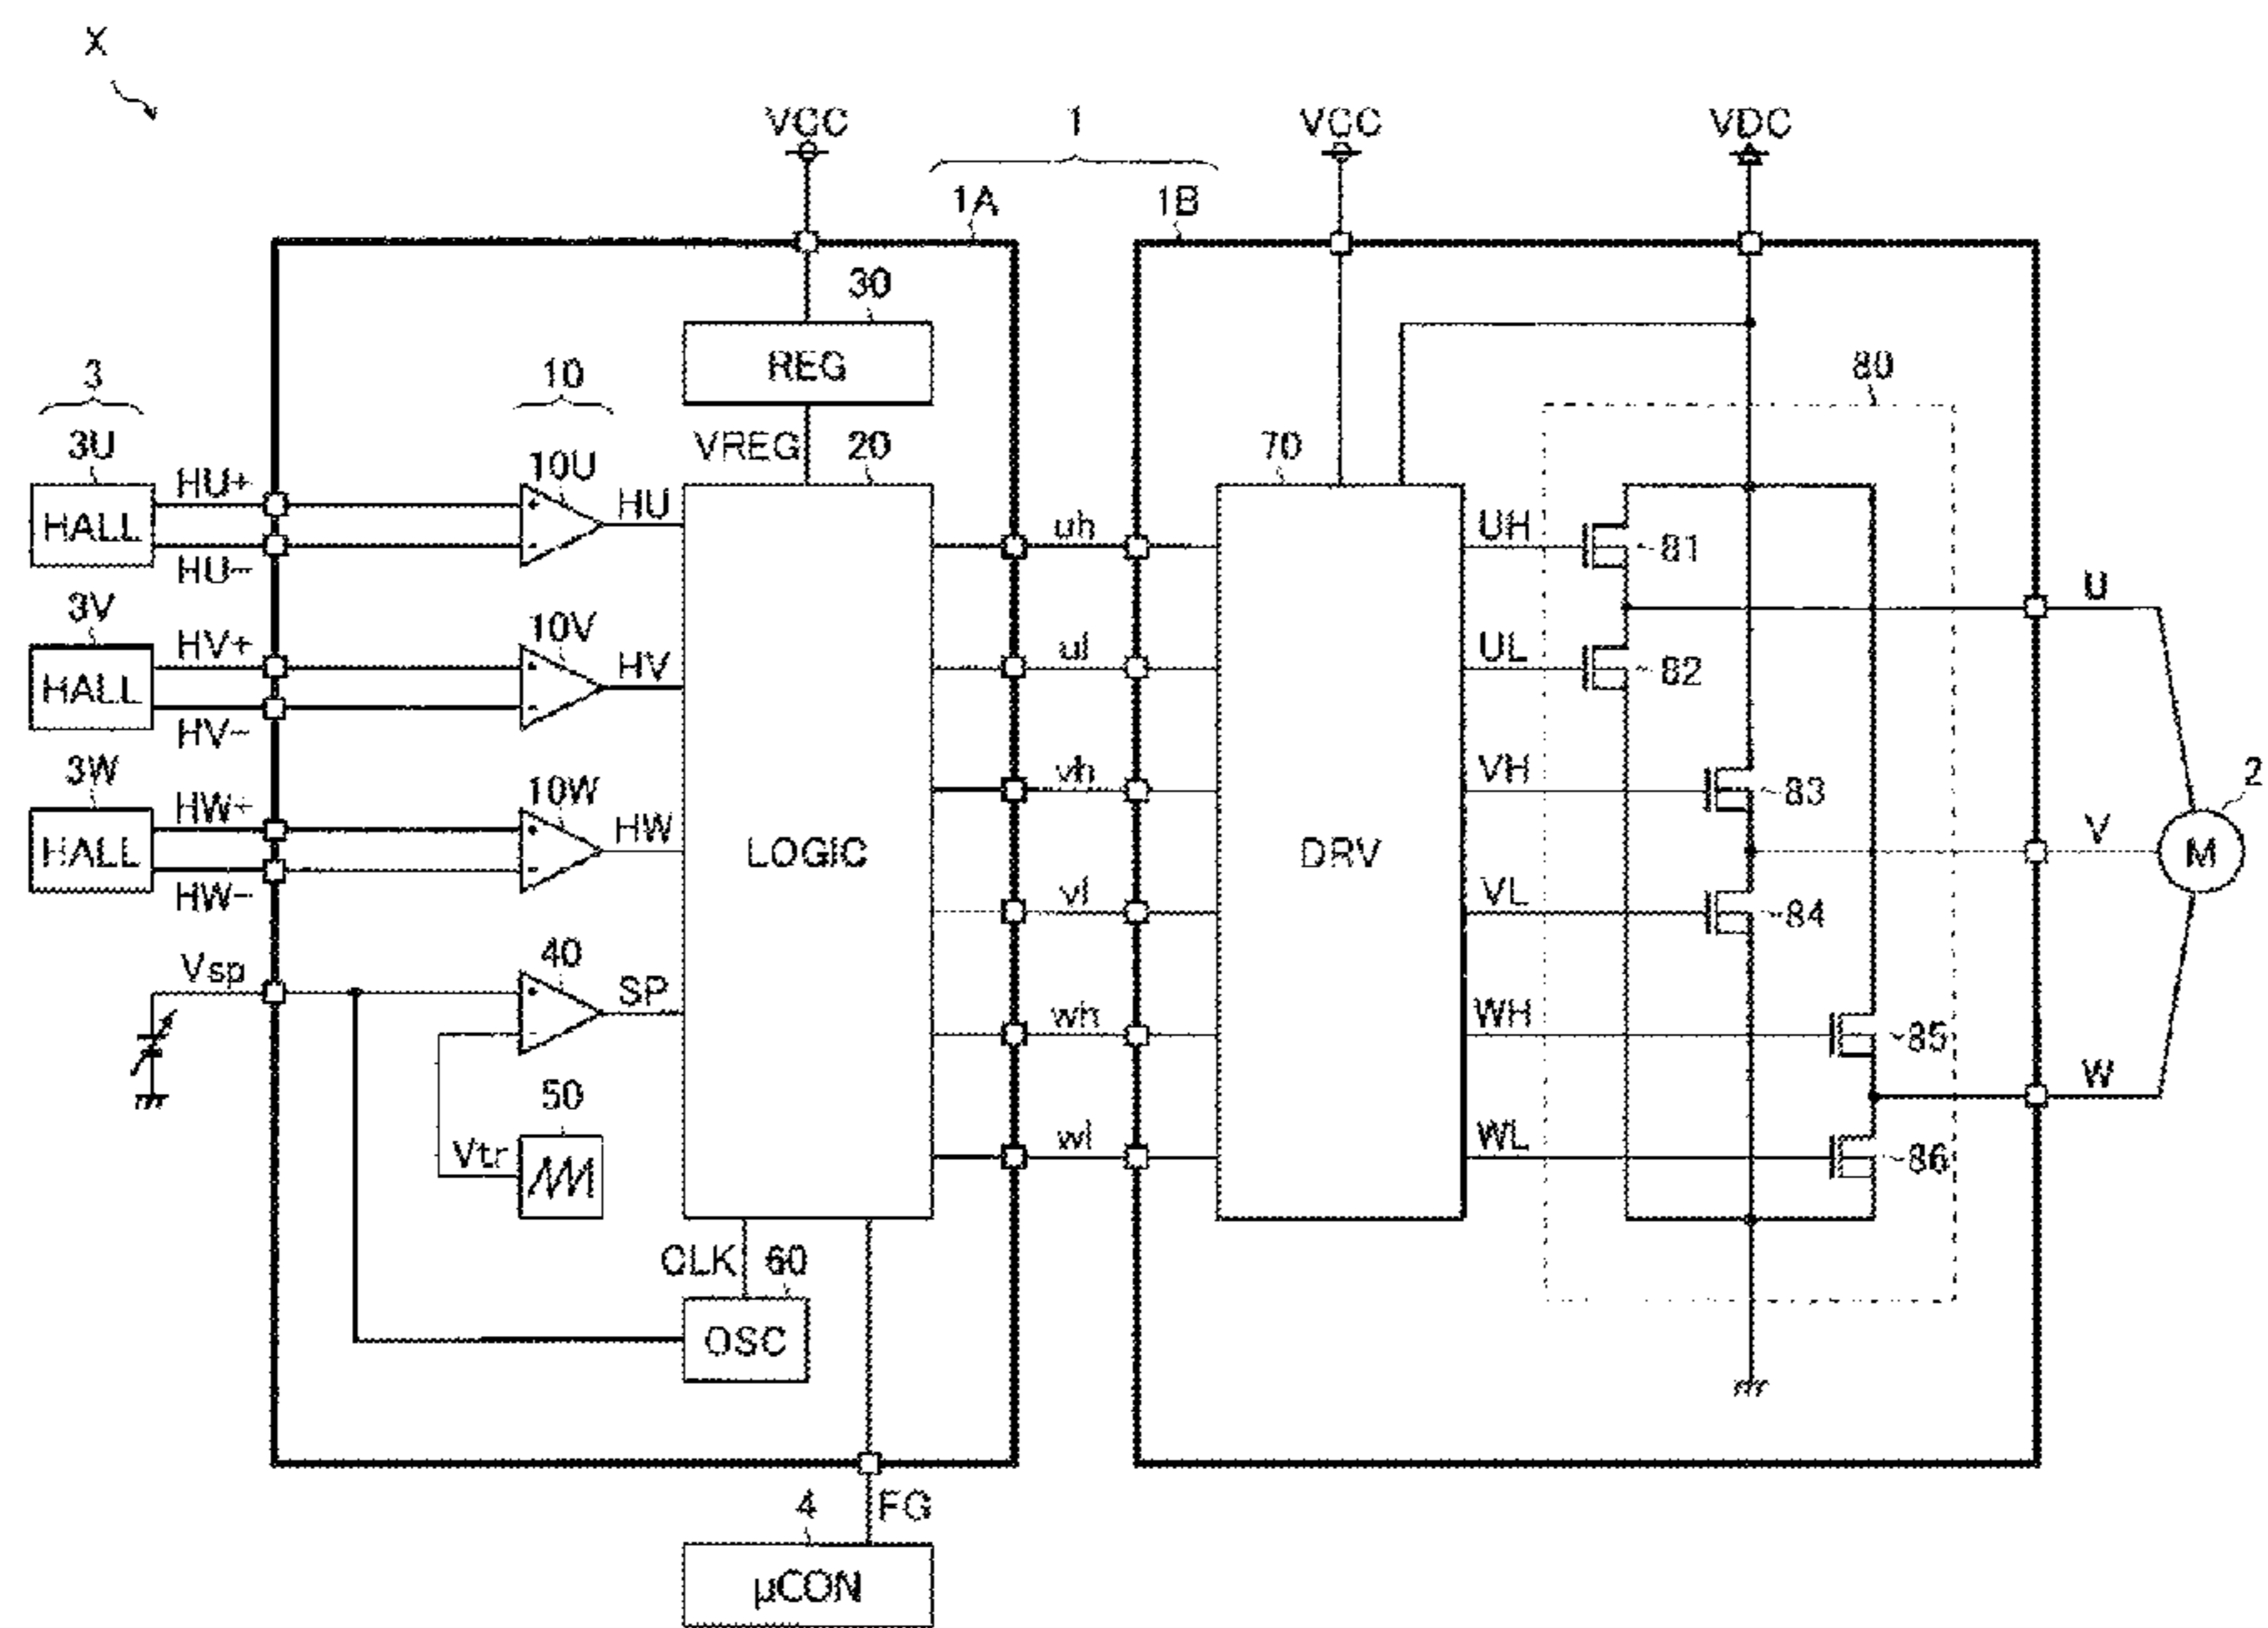 X
VCC 1 VCC VDC
1A 1B
30
REG
3 10 80
3U 10U VREG 20 70
HU+ HU
HALL uh UH 81
HU− U
3V 10V
HV+ HV ul UL 82
HALL
HV−
3W 10W vh VH 83 2
HW+ HW
HALL LOGIC DRV V M
HW− vl VL 84
Vsp 40 SP
wh WH 85
50 W
Vtr wl WL 86
CLK 60
OSC
4 FG
μCON